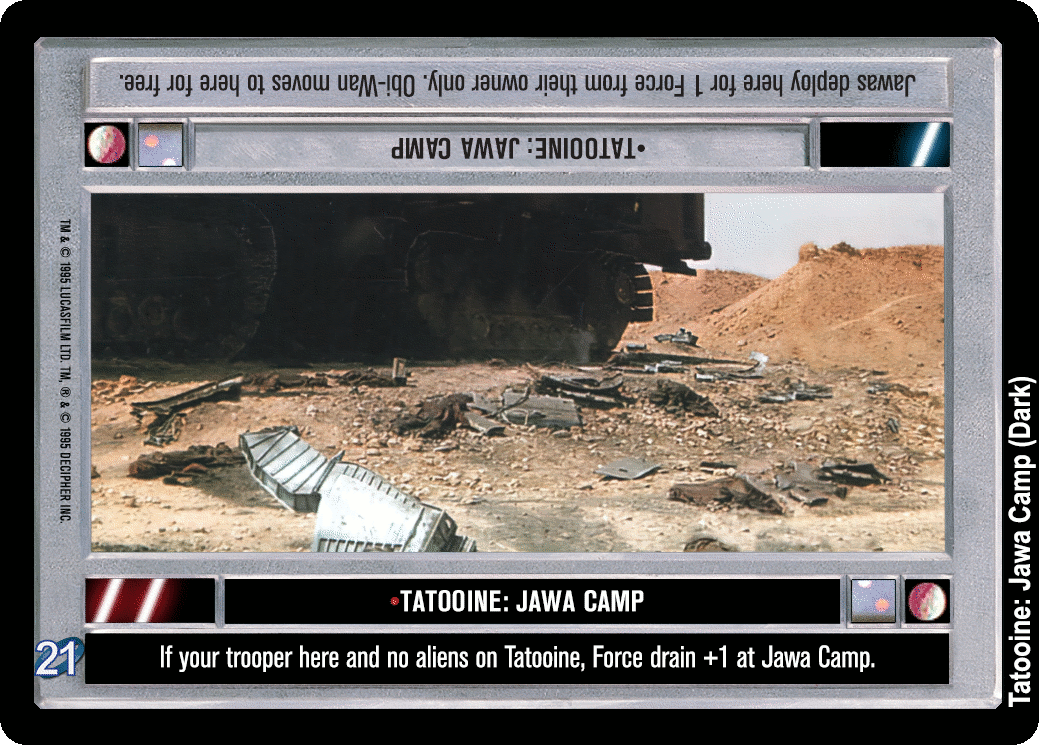 Jawas deploy here for 1 Force from their owner only. Obi-Wan moves to here for free.
•TATOOINE: JAWA CAMP
TM & © 1995 LUCASFILM LTD. TM, ® & © 1995 DECIPHER INC.
•TATOOINE: JAWA CAMP
21
If your trooper here and no aliens on Tatooine, Force drain +1 at Jawa Camp.
Tatooine: Jawa Camp (Dark)